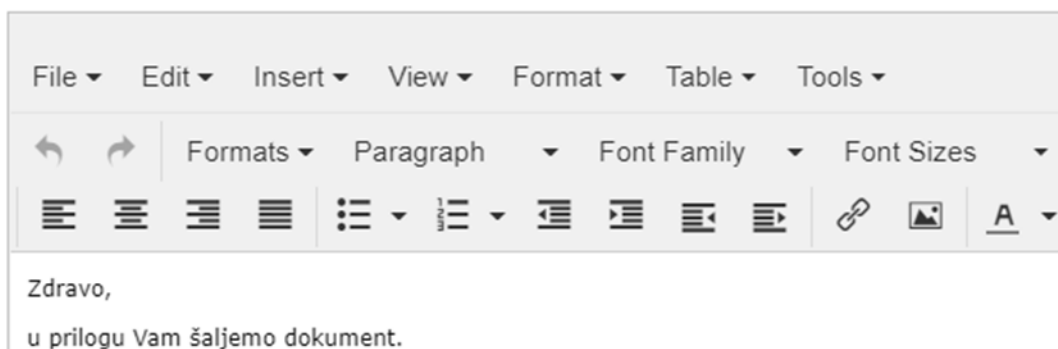 File Edit Insert View Format Table Tools
Formats Paragraph Font Family Font Sizes
A
Zdravo,
u prilogu Vam šaljemo dokument.